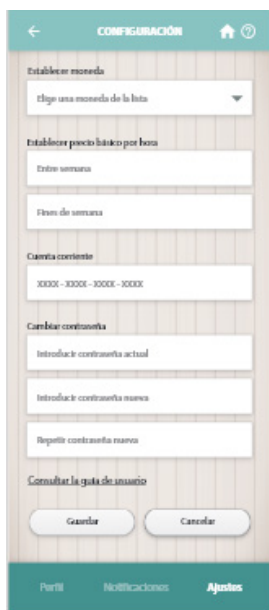 CONFIGURACIÓN
Establecer moneda
Elige una moneda de la lista
Establecer precio básico por hora
Entre semana
Fines de semana
Cuenta corriente
XXXX - XXXX - XXXX - XXXX
Cambiar contraseña
Introducir contraseña actual
Introducir contraseña nueva
Repetir contraseña nueva
Consultar la guía de usuario
Guardar Cancelar
Perfil Notificaciones Ajustes